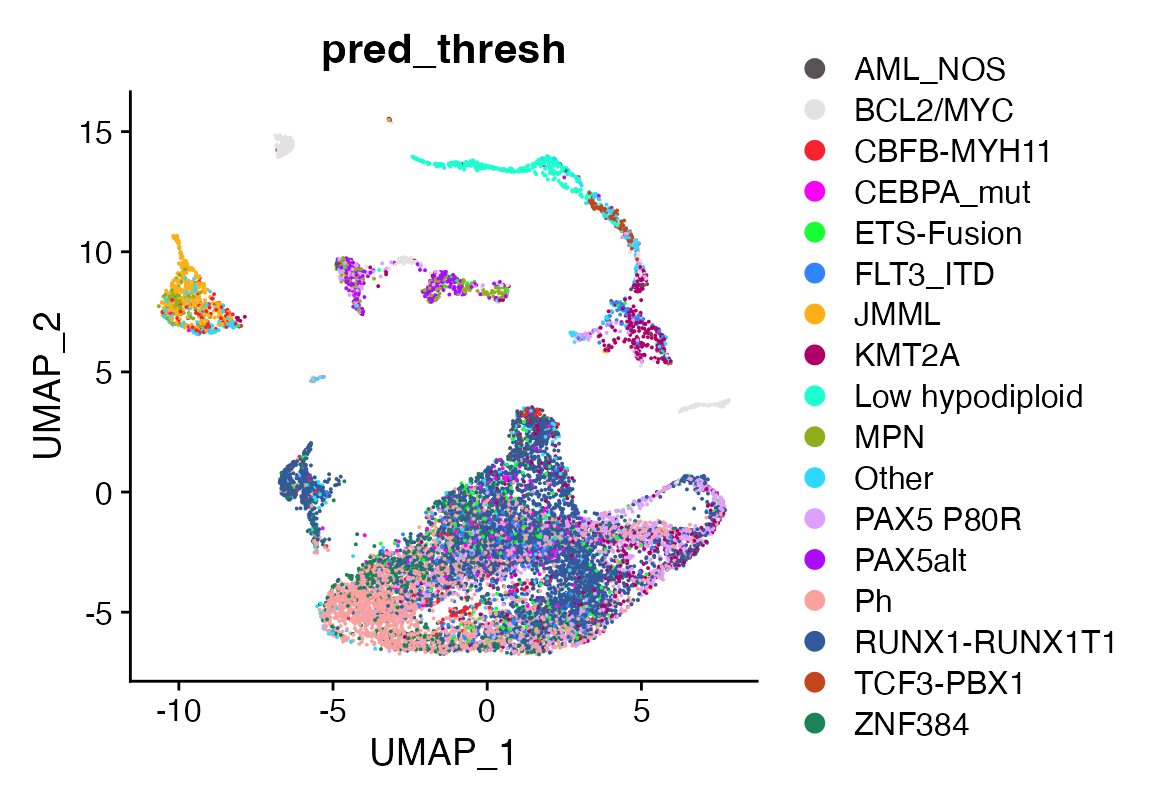 pred_thresh
UMAP_2
15
10
5
0
-5
-10
-5
0
5
UMAP_1
AML_NOS
BCL2/MYC
CBFB-MYH11
CEBPA_mut
ETS-Fusion
FLT3_ITD
JMML
KMT2A
Low hypodiploid
MPN
Other
PAX5 P80R
PAX5alt
Ph
RUNX1-RUNX1T1
TCF3-PBX1
ZNF384